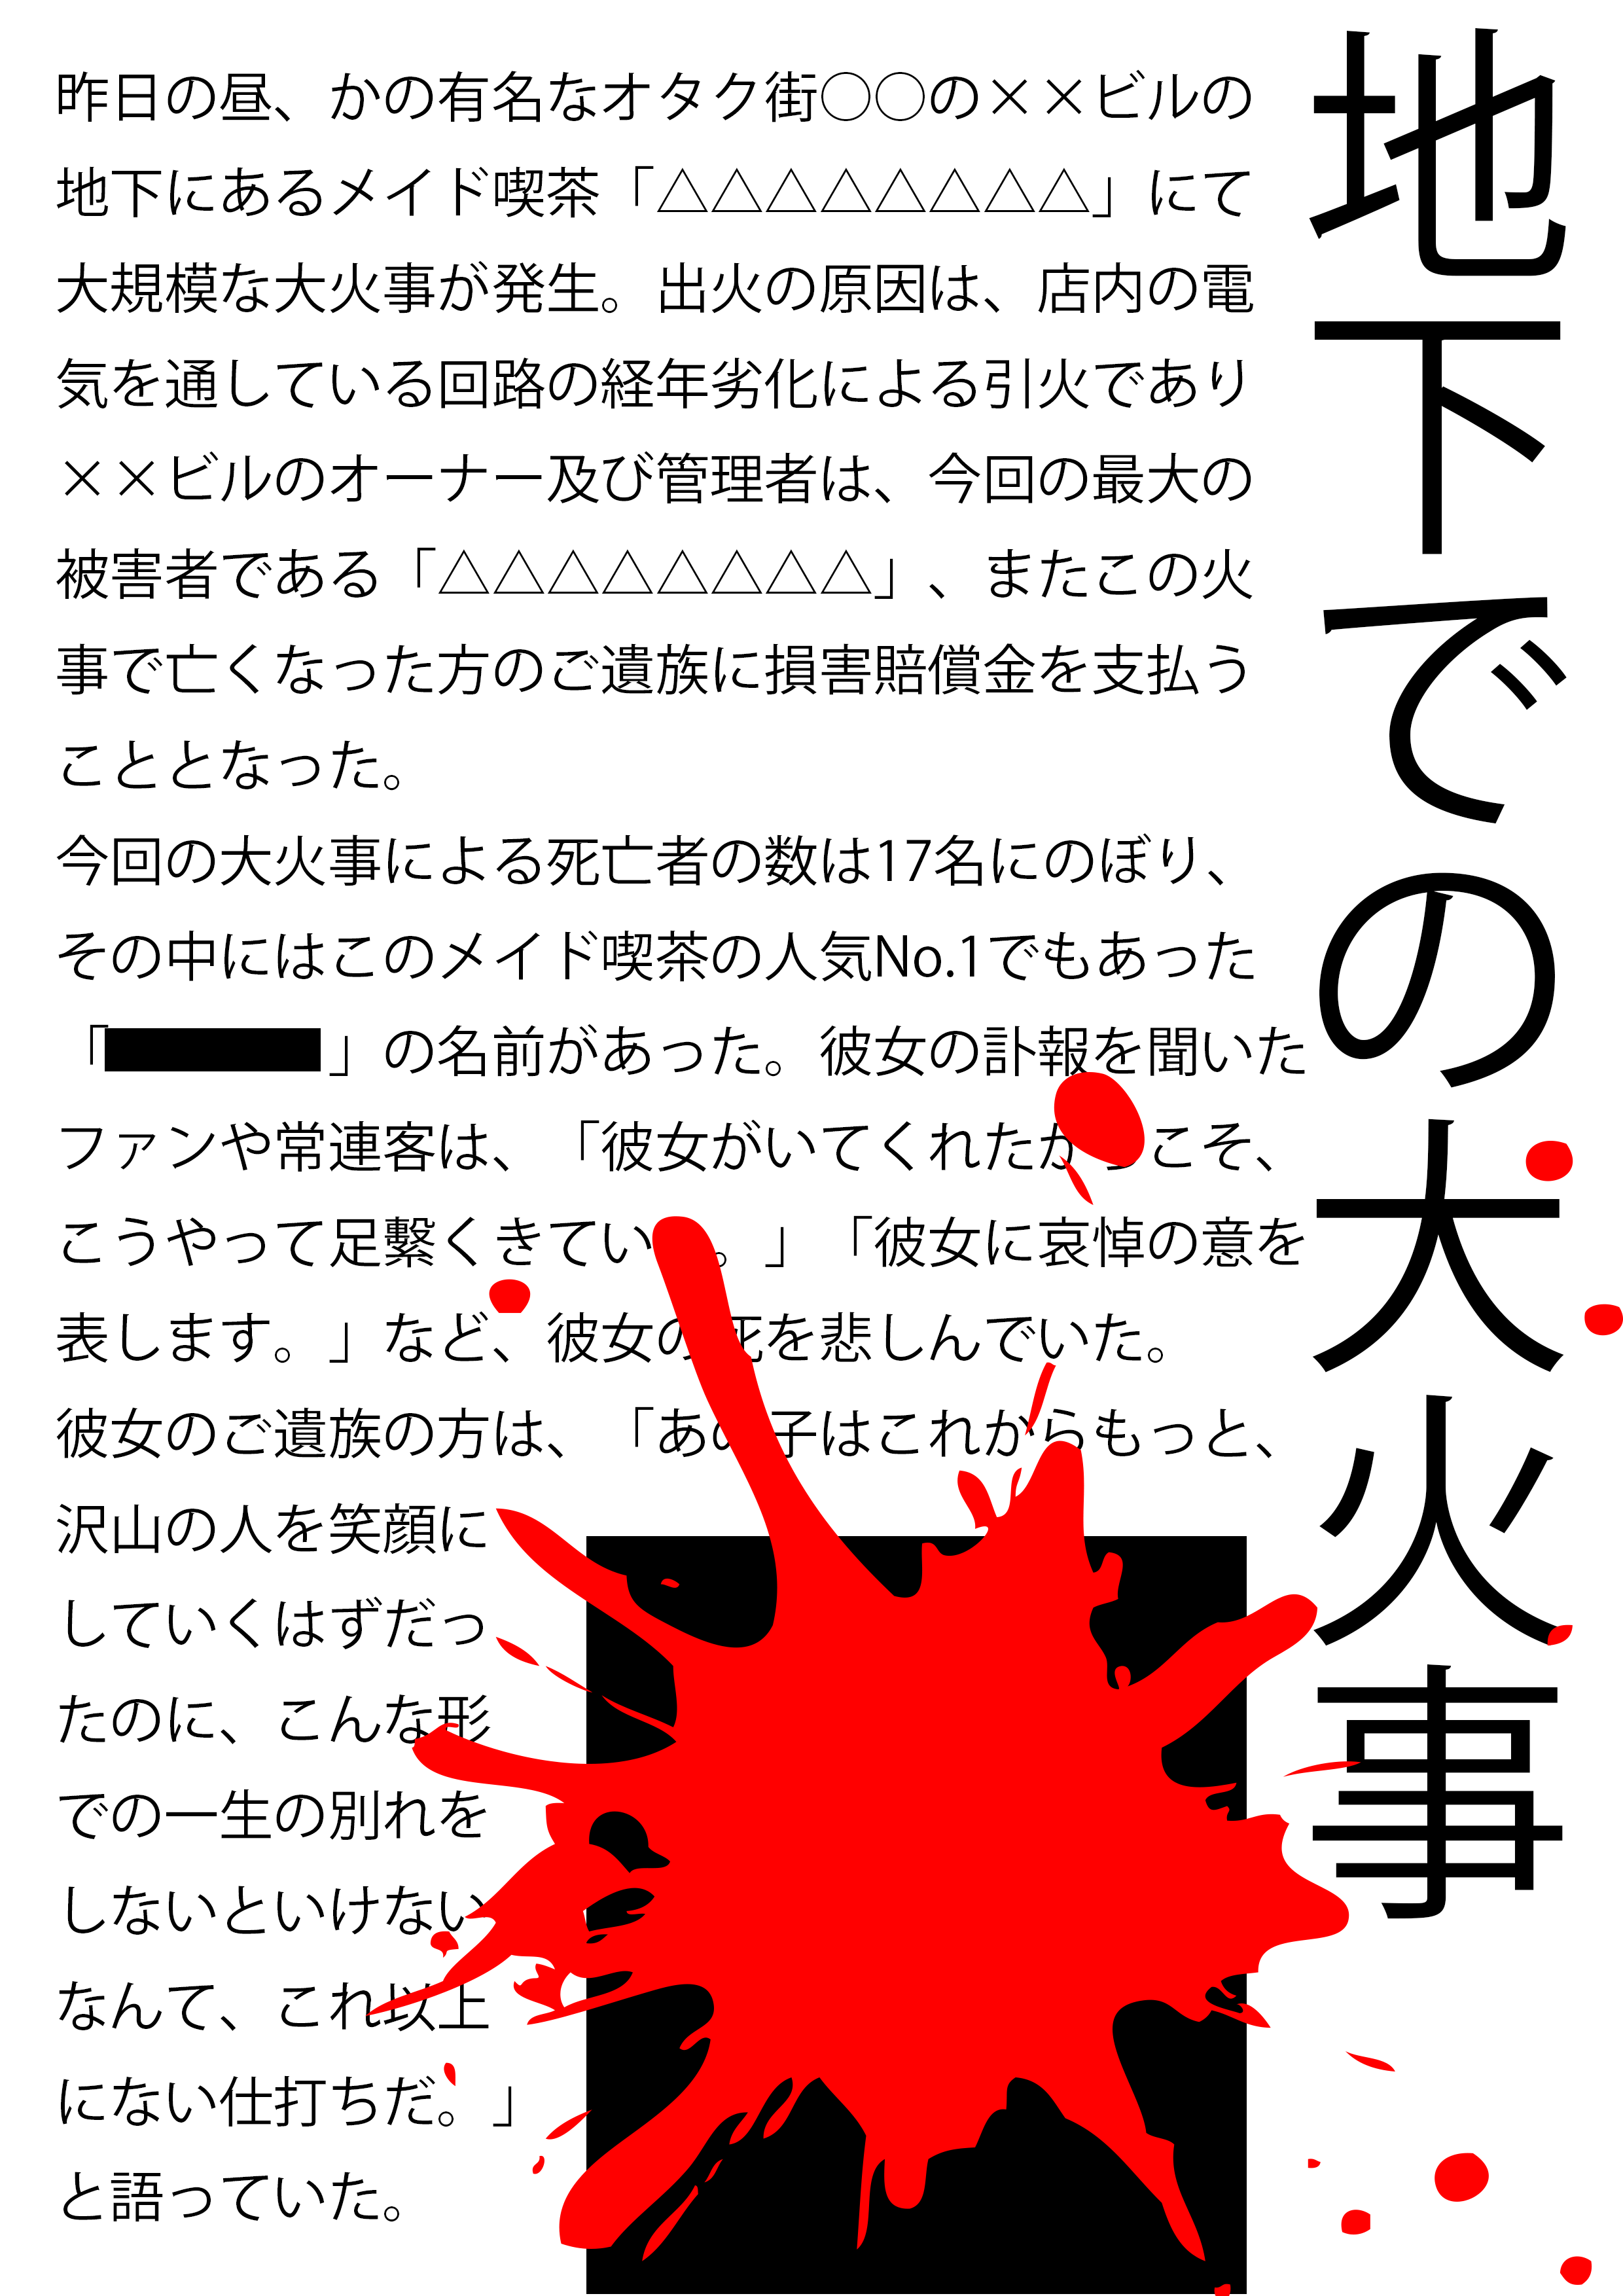 地下での大火事
昨日の昼、かの有名なオタク街○○の××ビルの
地下にあるメイド喫茶「△△△△△△△△」にて
大規模な大火事が発生。出火の原因は、店内の電
気を通している回路の経年劣化による引火であり
××ビルのオーナー及び管理者は、今回の最大の
被害者である「△△△△△△△△」、またこの火
事で亡くなった方のご遺族に損害賠償金を支払う
こととなった。
今回の大火事による死亡者の数は17名にのぼり、
その中にはこのメイド喫茶の人気No.1でもあった
「」の名前があった。彼女の訃報を聞いた
ファンや常連客は、「彼女がいてくれたからこそ、
こうやって足繋くきてい。」「彼女に哀悼の意を
表します。」など、彼女の死を悲しんでいた。
彼女のご遺族の方は、「あの子はこれからもっと、
沢山の人を笑顔に
していくはずだっ
たのに、こんな形
での一生の別れを
しないといけない
なんて、これ以上
にない仕打ちだ。」
と語っていた。